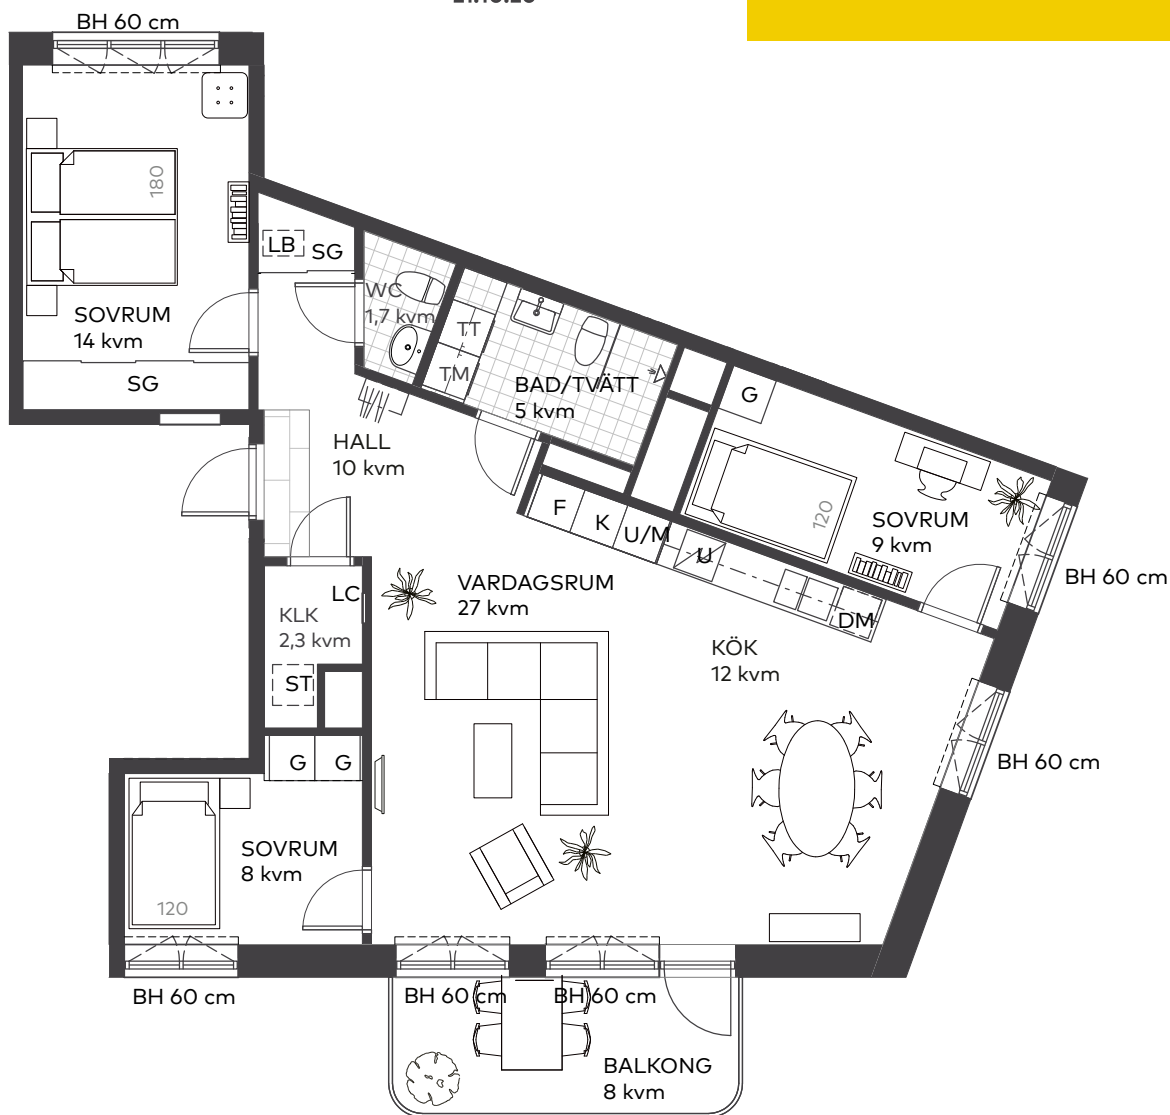 BH 60 cm
180
LB
SG
SOVRUM
14 kvm
SG
WC
1,7 kvm
TT
TM
BAD/TVÄTT
5 kvm
G
HALL
10 kvm
F
K
U/M
U
120
SOVRUM
9 kvm
BH 60 cm
LC
KLK
2,3 kvm
ST
VARDAGSRUM
27 kvm
DM
KÖK
12 kvm
BH 60 cm
G
G
SOVRUM
8 kvm
120
BH 60 cm
BH 60 cm
BH 60 cm
BALKONG
8 kvm